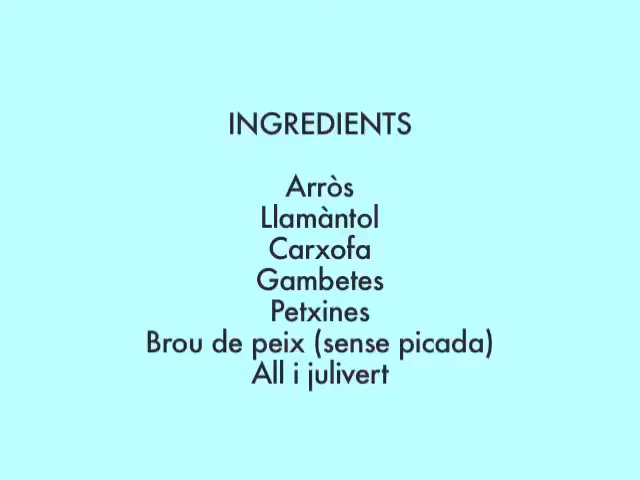 INGREDIENTS
Arròs
Llamàntol
Carxofa
Gambetes
Petxines
Brou de peix (sense picada)
All i julivert